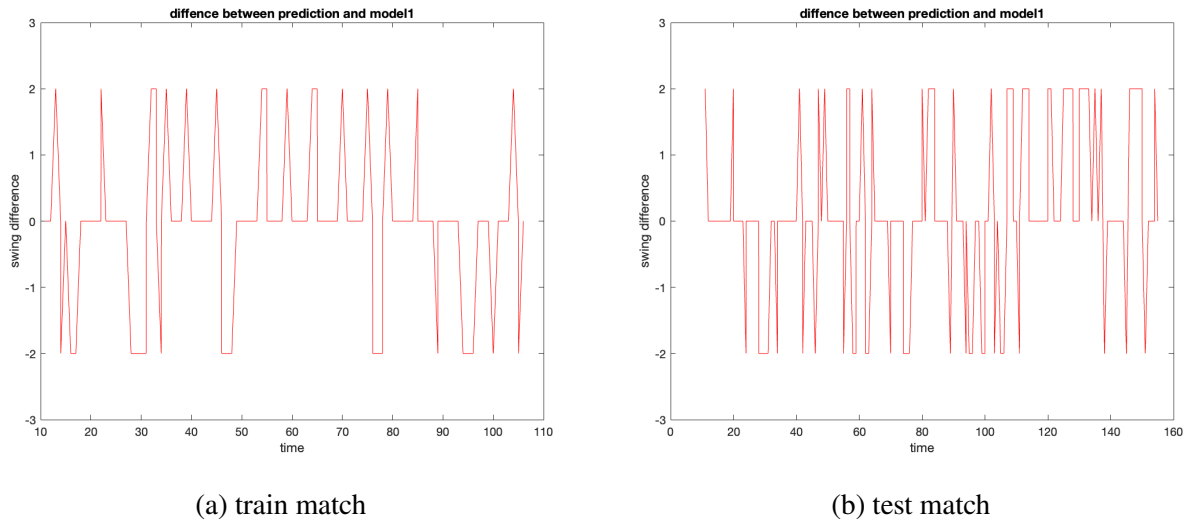 diffence between prediction and model1
3
2
1
0
-1
-2
-3
swing difference
10 20 30 40 50 60 70 80 90 100 110
time
(a) train match
diffence between prediction and model1
3
2
1
0
-1
-2
-3
swing difference
0 20 40 60 80 100 120 140 160
time
(b) test match